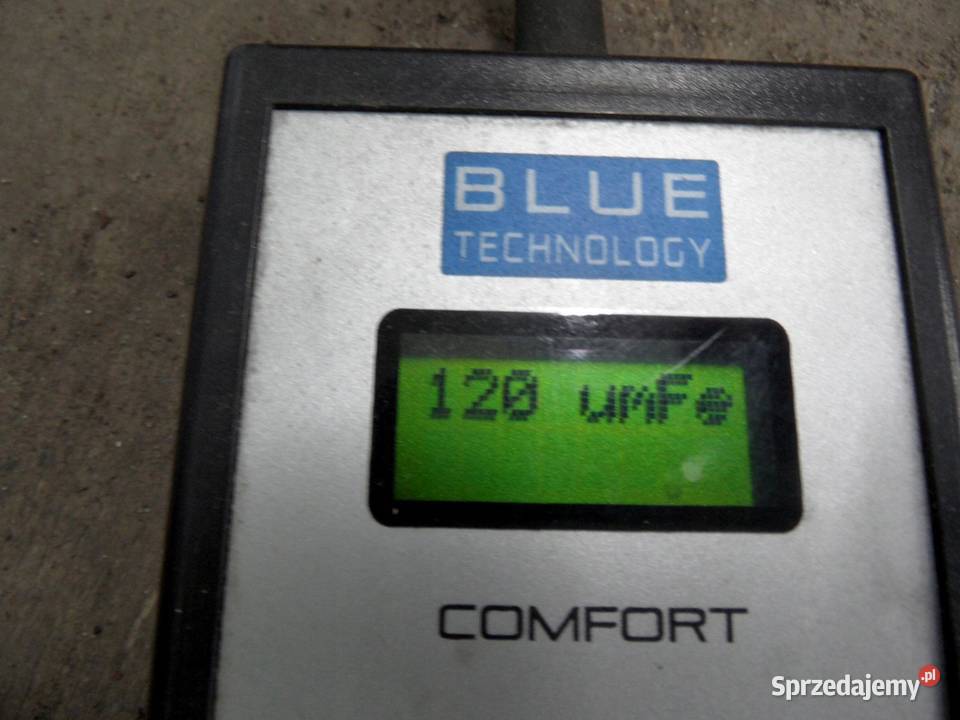 BLUE
TECHNOLOGY
120 umFe
COMFORT
Sprzedajemy.pl